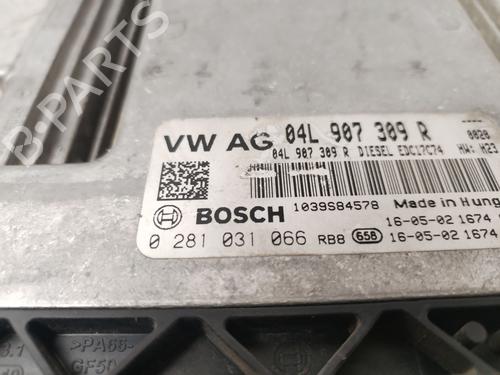 VW AG 04L 907 309 R
04L 907 309 R DIESEL EDC17C74
0020
HW: H23
BOSCH
1039S84578
Made in Hung
0 281 031 066 RB8 658
16-05-02 1674
16-05-02 1674
>PA66-
GF50
B-PARTS